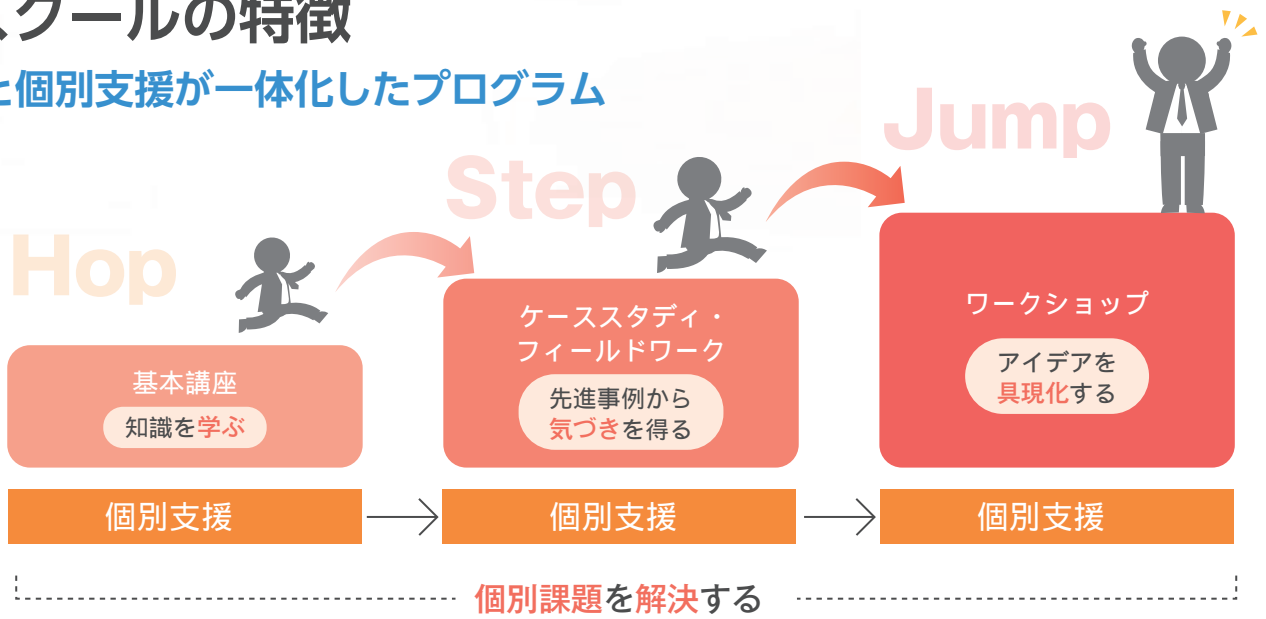 スクールの特徴
と個別支援が一体化したプログラム
Hop
Step
Jump
基本講座
知識を学ぶ
ケーススタディ・
フィールドワーク
先進事例から
気づきを得る
ワークショップ
アイデアを
具現化する
個別支援
個別支援
個別支援
個別課題を解決する